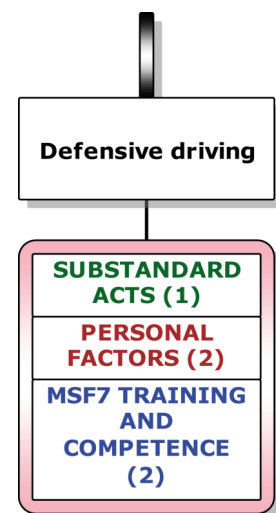 Defensive driving
SUBSTANDARD
ACTS (1)
PERSONAL
FACTORS (2)
MSF7 TRAINING
AND
COMPETENCE
(2)